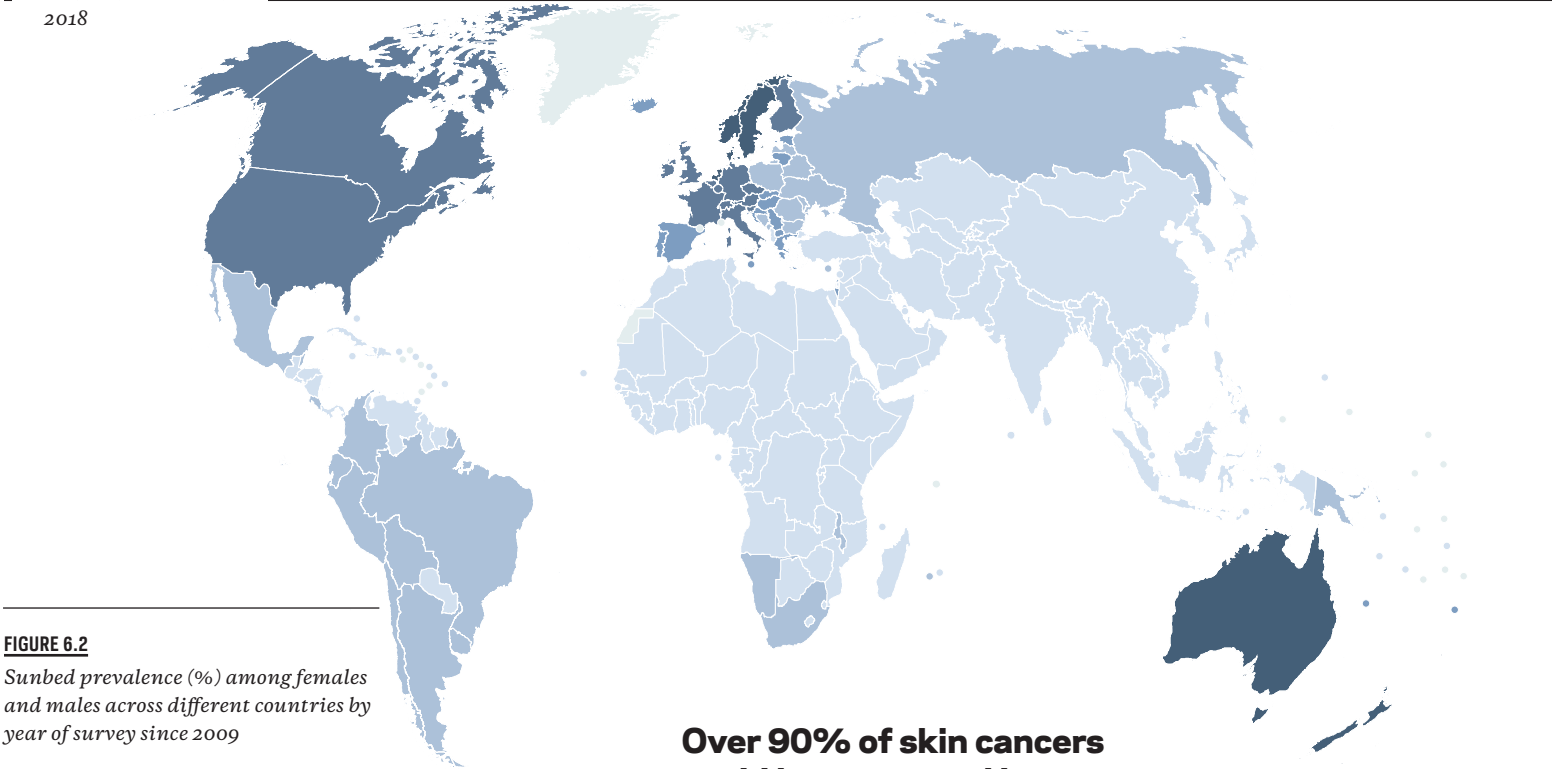 2018
FIGURE 6.2
Sunbed prevalence (%) among females
and males across different countries by
year of survey since 2009
Over 90% of skin cancers